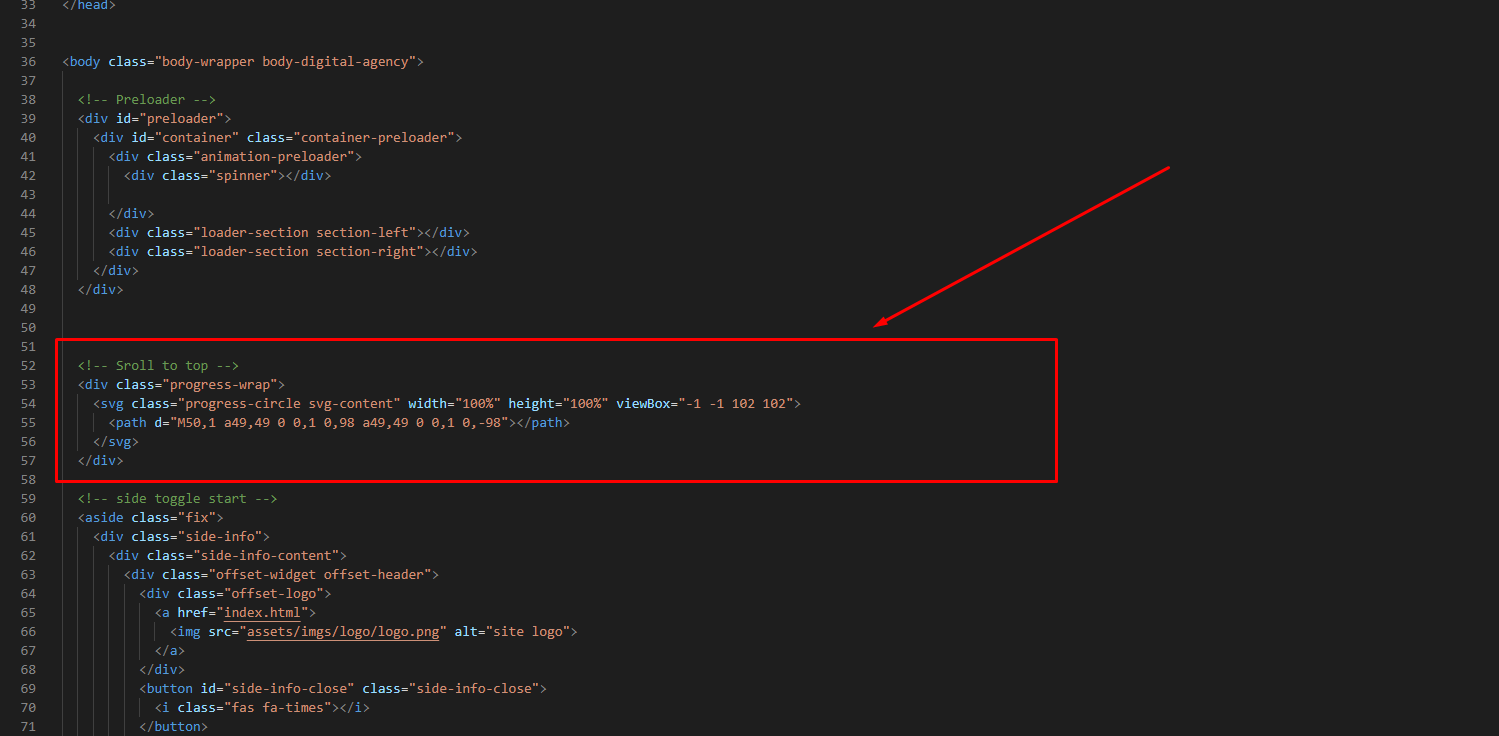 33 </head>
34
35
36 <body class="body-wrapper body-digital-agency">
37
38 <!-- Preloader -->
39 <div id="preloader">
40 <div id="container" class="container-preloader">
41 <div class="animation-preloader">
42 <div class="spinner"></div>
43
44 </div>
45 <div class="loader-section section-left"></div>
46 <div class="loader-section section-right"></div>
47 </div>
48 </div>
49
50
51
52 <!-- Sroll to top -->
53 <div class="progress-wrap">
54 <svg class="progress-circle svg-content" width="100%" height="100%" viewBox="-1 -1 102 102">
55 <path d="M50,1 a49,49 0 0,1 0,98 a49,49 0 0,1 0,-98"></path>
56 </svg>
57 </div>
58
59 <!-- side toggle start -->
60 <aside class="fix">
61 <div class="side-info">
62 <div class="side-info-content">
63 <div class="offset-widget offset-header">
64 <div class="offset-logo">
65 <a href="index.html">
66 <img src="assets/imgs/logo/logo.png" alt="site logo">
67 </a>
68 </div>
69 <button id="side-info-close" class="side-info-close">
70 <i class="fas fa-times"></i>
71 </button>